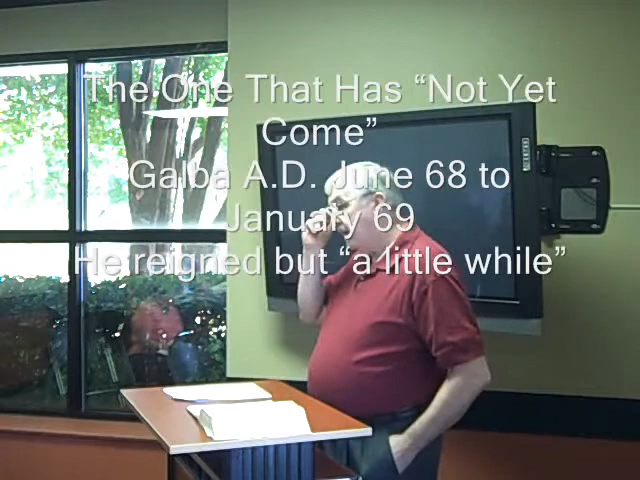 The One That Has “Not Yet
Come”
Galba A.D. June 68 to
January 69
He reigned but “a little while”